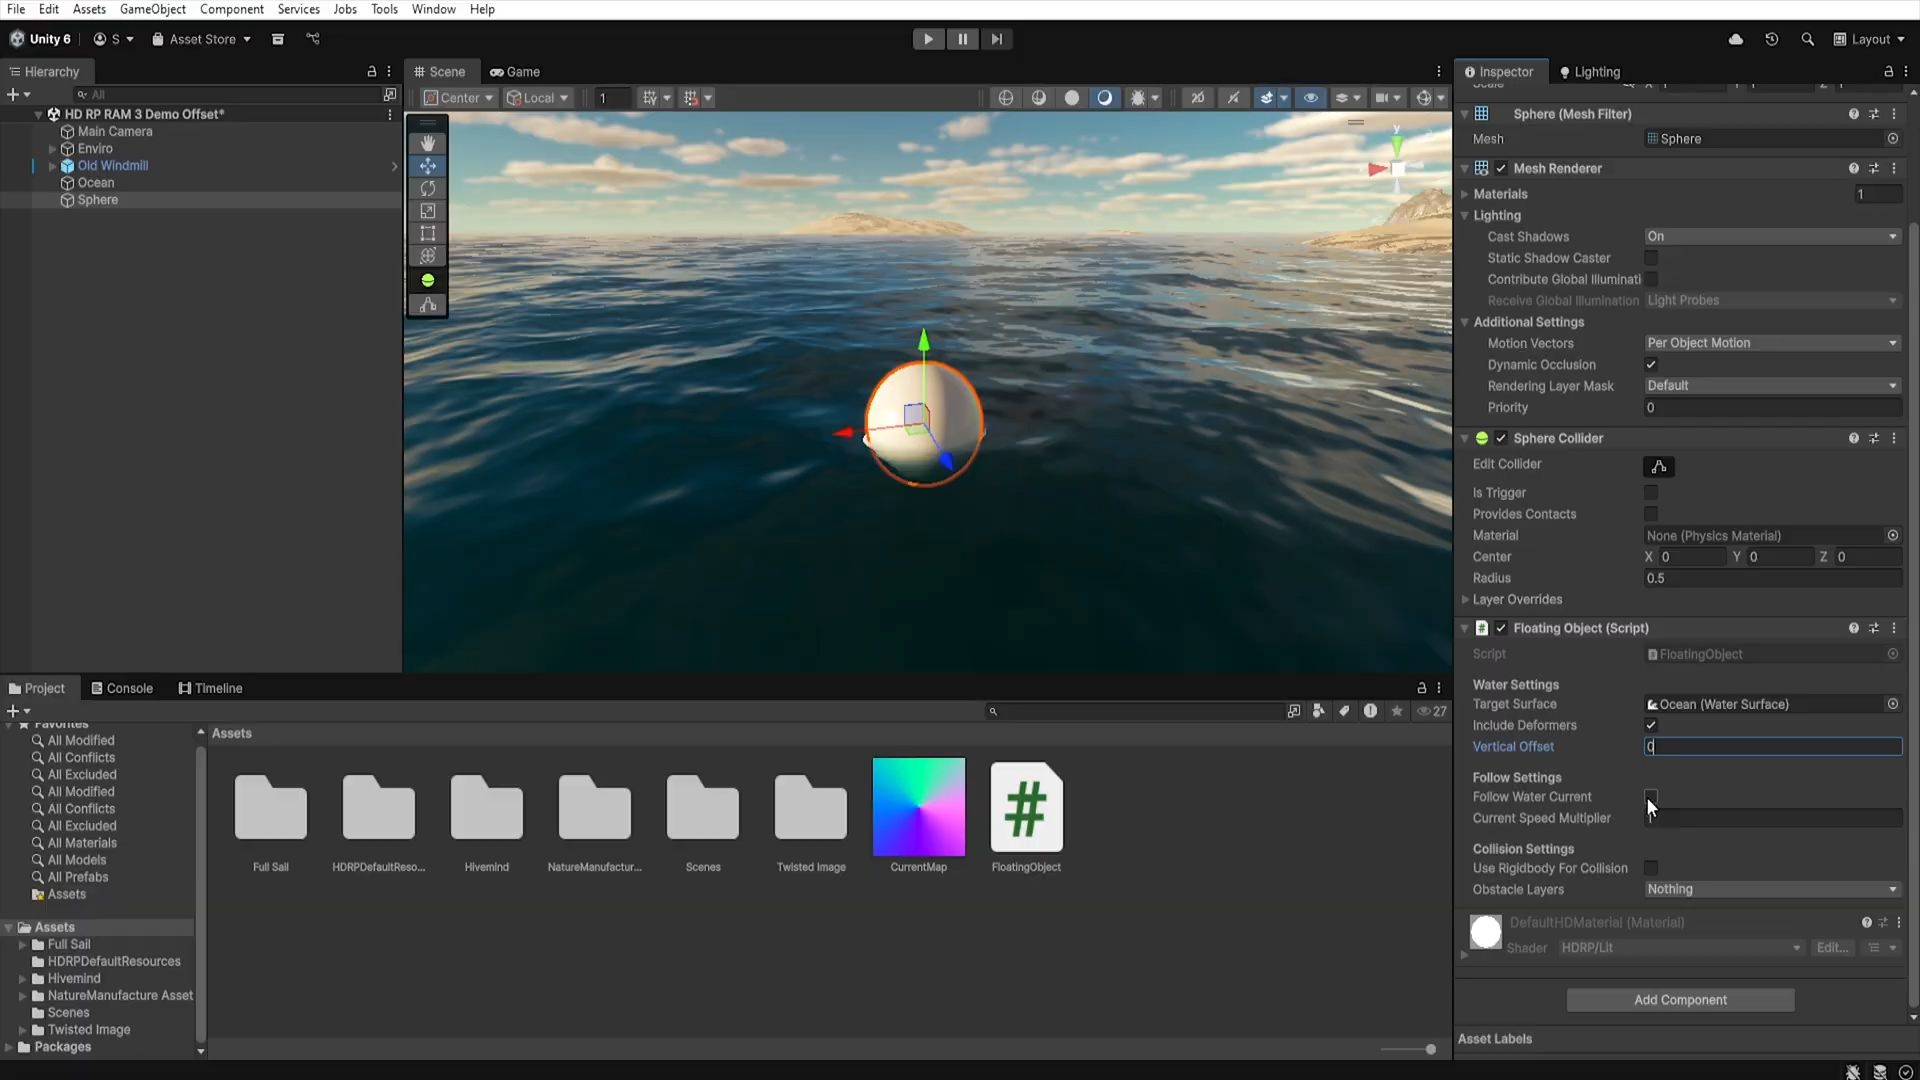 File Edit Assets GameObject Component Services Jobs Tools Window Help
Unity 6 S Asset Store Layout
Hierarchy
All
HD RP RAM 3 Demo Offset*
Main Camera
Enviro
Old Windmill
Ocean
Sphere
Scene Game
Center Local 1 2D
y
Project Console Timeline
27
Favorites
All Modified
All Conflicts
All Excluded
All Modified
All Conflicts
All Excluded
All Materials
All Models
All Prefabs
Assets
Assets
Full Sail
HDRPDefaultResources
Hivemind
NatureManufacture Asset
Scenes
Twisted Image
Packages
Assets
Full Sail HDRPDefaultReso... Hivemind NatureManufactur... Scenes Twisted Image CurrentMap FloatingObject
Inspector Lighting
Scale X 1 Y 1 Z 1
Sphere (Mesh Filter)
Mesh Sphere
Mesh Renderer
Materials 1
Lighting
Cast Shadows On
Static Shadow Caster
Contribute Global Illuminati
Receive Global Illumination Light Probes
Additional Settings
Motion Vectors Per Object Motion
Dynamic Occlusion
Rendering Layer Mask Default
Priority 0
Sphere Collider
Edit Collider
Is Trigger
Provides Contacts
Material None (Physics Material)
Center X 0 Y 0 Z 0
Radius 0.5
Layer Overrides
Floating Object (Script)
Script FloatingObject
Water Settings
Target Surface Ocean (Water Surface)
Include Deformers
Vertical Offset 0
Follow Settings
Follow Water Current
Current Speed Multiplier
Collision Settings
Use Rigidbody For Collision
Obstacle Layers Nothing
DefaultHDMaterial (Material)
Shader HDRP/Lit Edit...
Add Component
Asset Labels